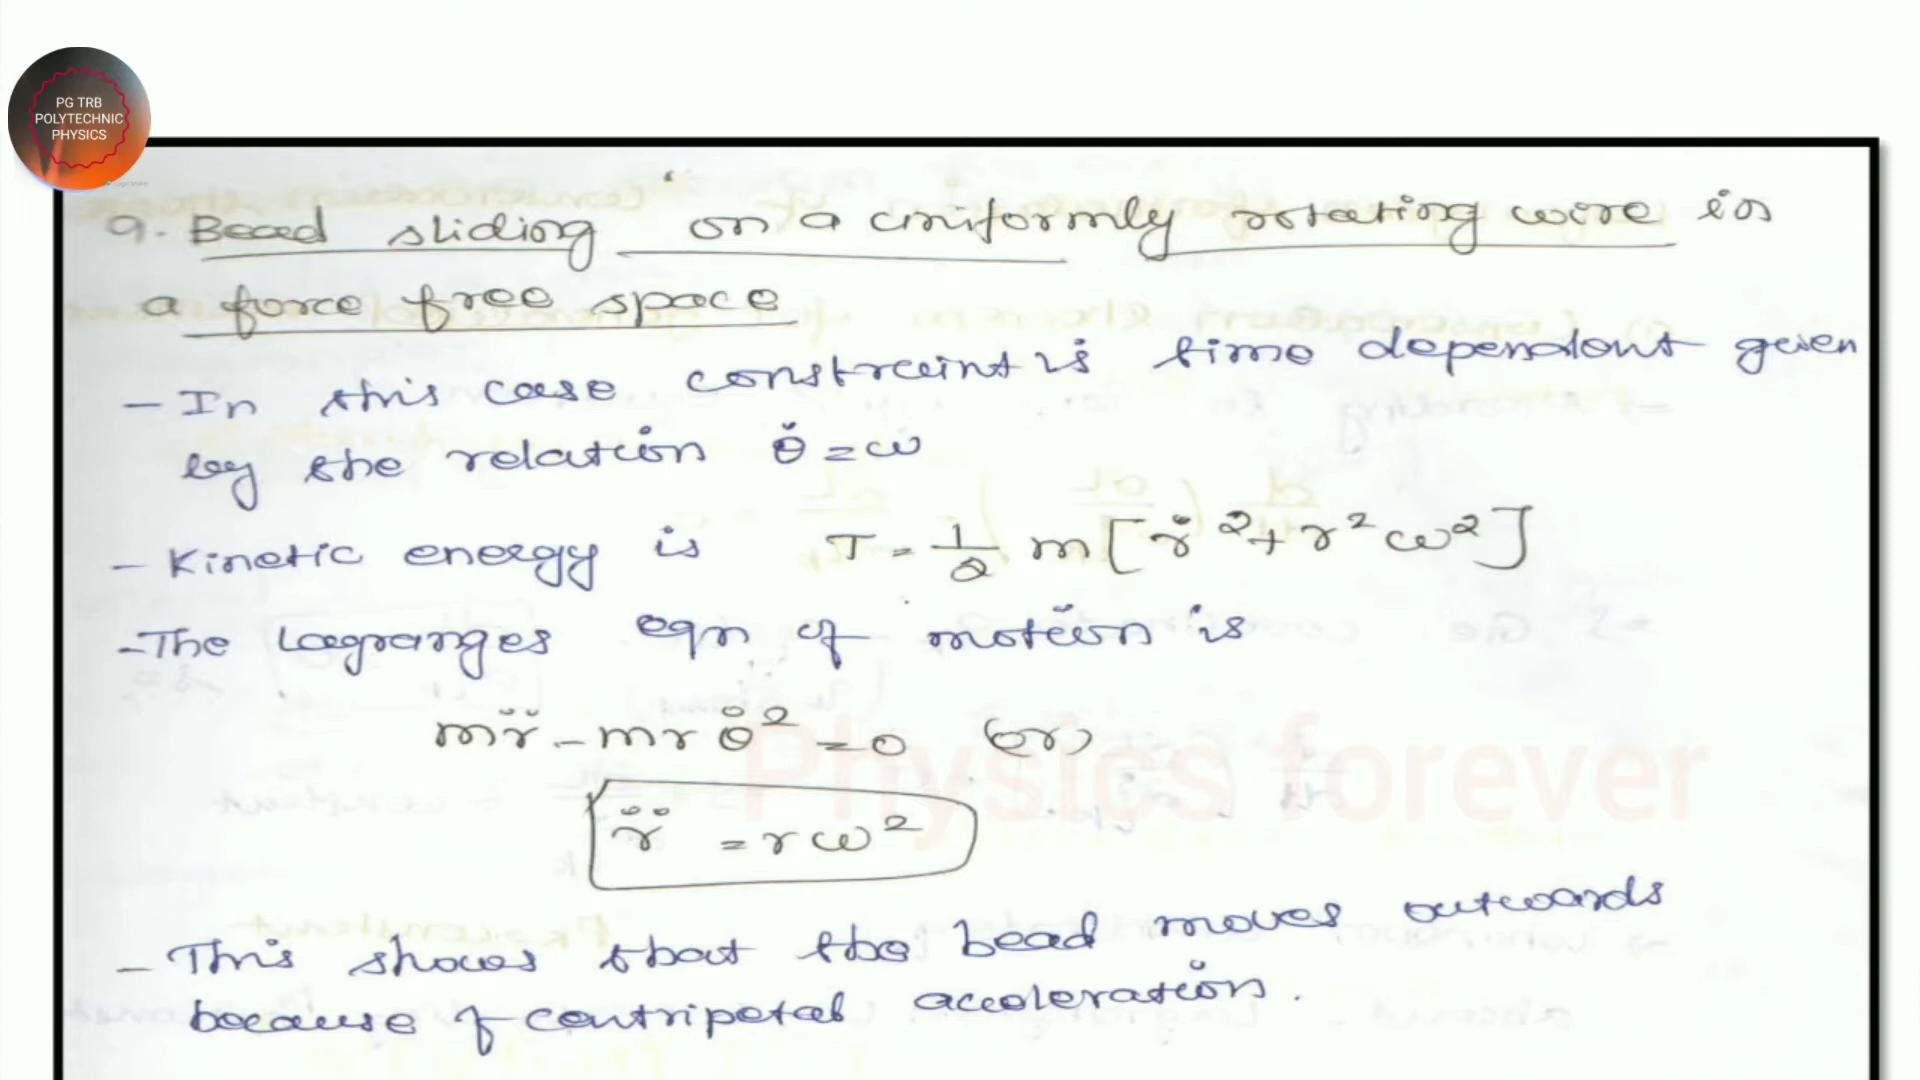 PG TRB
POLYTECHNIC
PHYSICS
9. Bead sliding on a uniformly rotating wire in
a force free space
- In this case constraint is time dependent given
by the relation θ̇ = ω
- Kinetic energy is T = 1/2 m[ṙ²+r²ω²]
-The Lagranges eqn of motion is
mr̈ - mrθ̇² = 0 (or)
r̈ = rω²
Physics forever
- This shows that the bead moves outwards
because of centripetal acceleration.